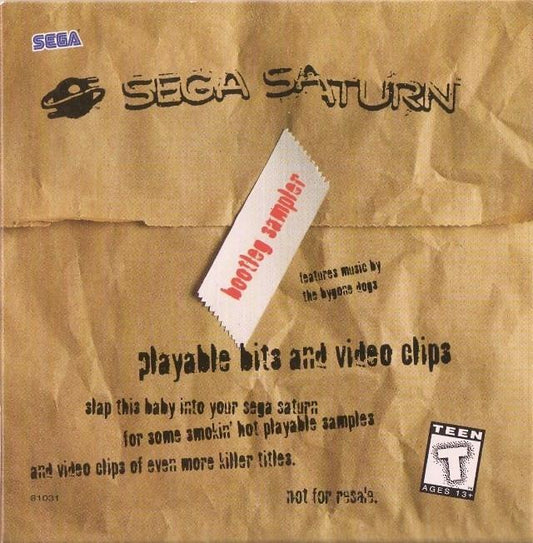 SEGA
SEGA SATURN
bootleg sampler
features music by
the bygone dogs
playable bits and video clips
slap this baby into your sega saturn
for some smokin' hot playable samples
and video clips of even more killer titles.
TEEN
T
AGES 13+
81031
not for resale.